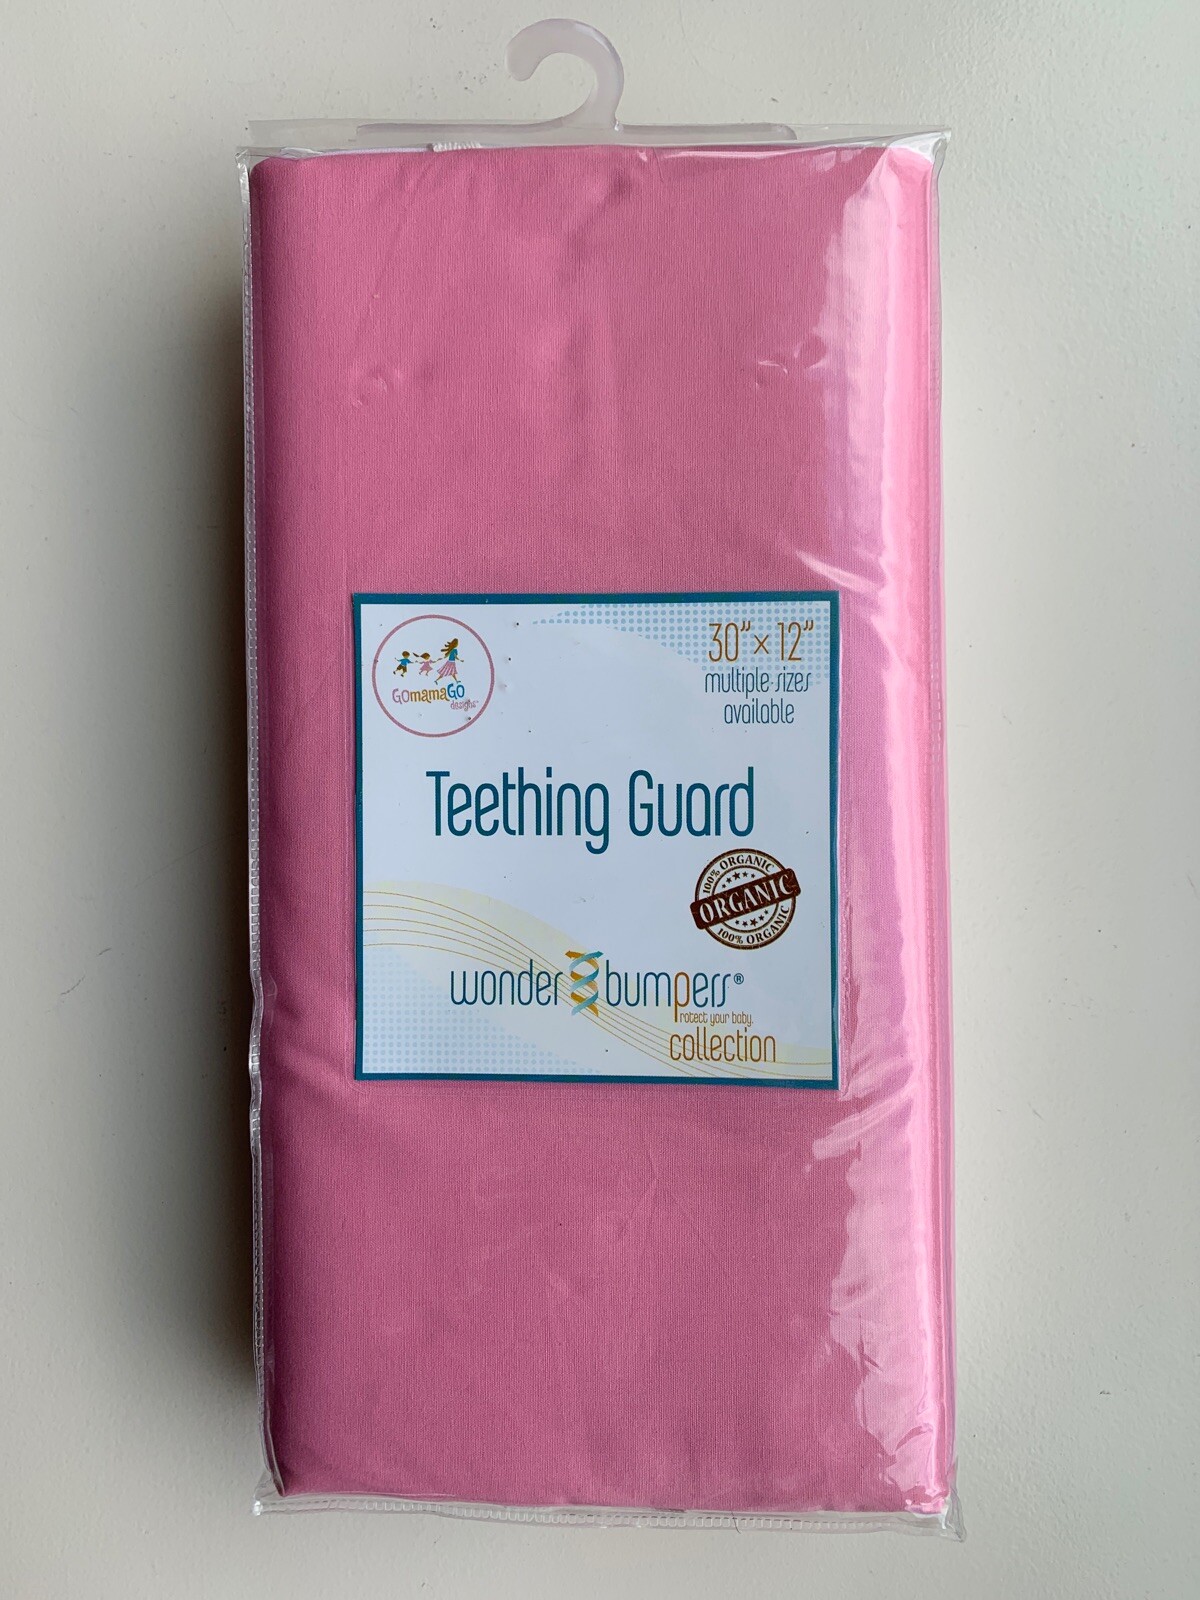 GOmamaGO
designs™
30”×12”
multiple sizes
available
Teething Guard
100% ORGANIC
ORGANIC
100% ORGANIC
wonder bumpers®
rotect your baby.
collection